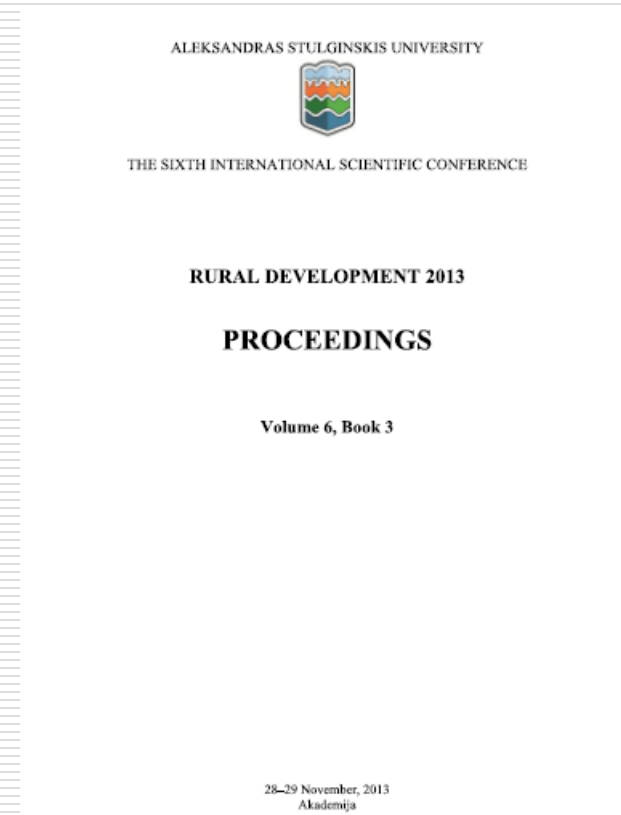 ALEKSANDRAS STULGINSKIS UNIVERSITY
THE SIXTH INTERNATIONAL SCIENTIFIC CONFERENCE
RURAL DEVELOPMENT 2013
PROCEEDINGS
Volume 6, Book 3
28–29 November, 2013
Akademija